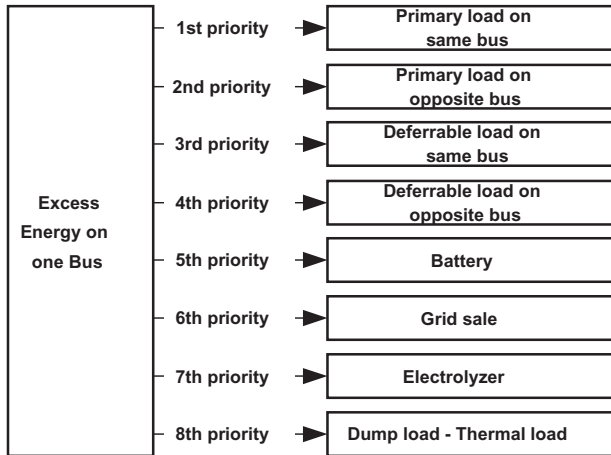 Excess
Energy on
one Bus
1st priority
Primary load on
same bus
2nd priority
Primary load on
opposite bus
3rd priority
Deferrable load on
same bus
4th priority
Deferrable load on
opposite bus
5th priority
Battery
6th priority
Grid sale
7th priority
Electrolyzer
8th priority
Dump load - Thermal load